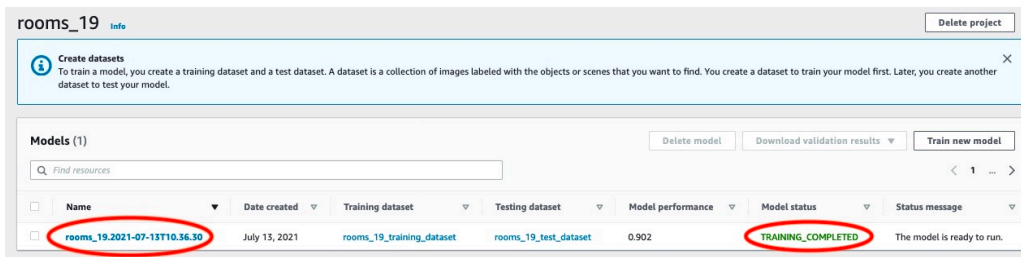 rooms_19 Info
Delete project
Create datasets
To train a model, you create a training dataset and a test dataset. A dataset is a collection of images labeled with the objects or scenes that you want to find. You create a dataset to train your model first. Later, you create another
dataset to test your model.
Models (1)
Delete model Download validation results Train new model
Find resources
1 ...
Name Date created Training dataset Testing dataset Model performance Model status Status message
rooms_19.2021-07-13T10.36.30 July 13, 2021 rooms_19_training_dataset rooms_19_test_dataset 0.902 TRAINING_COMPLETED The model is ready to run.